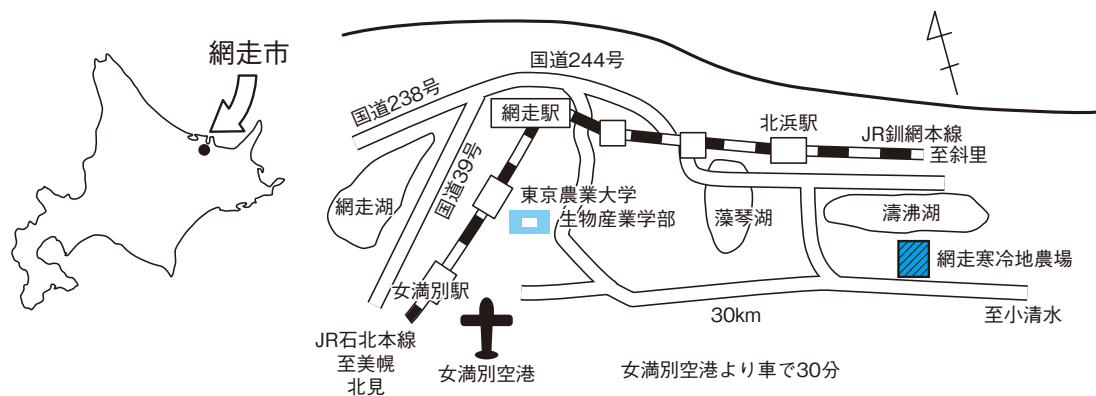 網走市
国道244号
国道238号
網走駅
北浜駅
JR釧網本線
至斜里
国道39号
網走湖
東京農業大学
生物産業学部
藻琴湖
濤沸湖
網走寒冷地農場
女満別駅
30km
至小清水
JR石北本線
至美幌
北見
女満別空港
女満別空港より車で30分